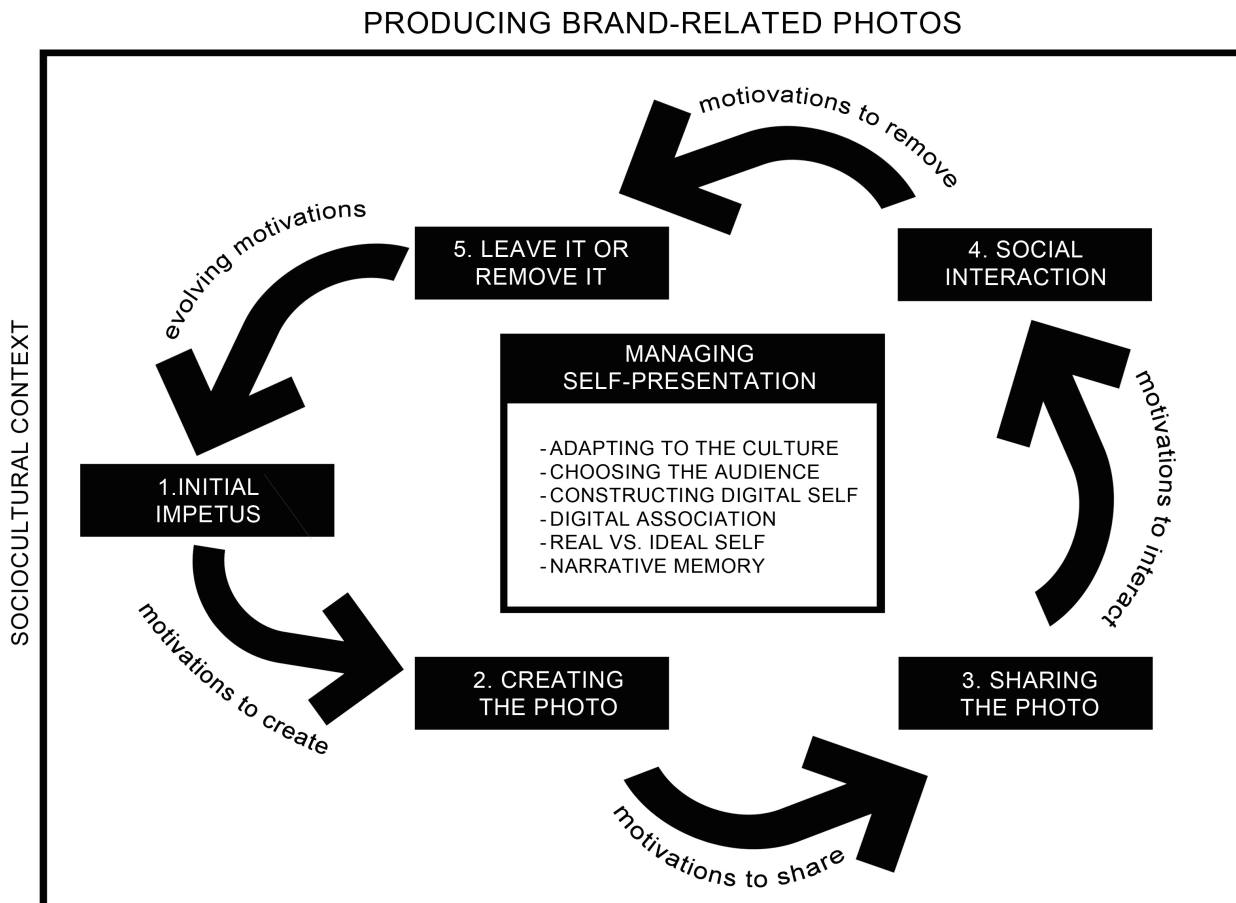 PRODUCING BRAND-RELATED PHOTOS
SOCIOCULTURAL CONTEXT
1.INITIAL
IMPETUS
motivations to create
2. CREATING
THE PHOTO
motivations to share
3. SHARING
THE PHOTO
motivations to interact
4. SOCIAL
INTERACTION
motiovations to remove
5. LEAVE IT OR
REMOVE IT
evolving motivations
MANAGING
SELF-PRESENTATION
-ADAPTING TO THE CULTURE
-CHOOSING THE AUDIENCE
-CONSTRUCTING DIGITAL SELF
-DIGITAL ASSOCIATION
-REAL VS. IDEAL SELF
-NARRATIVE MEMORY